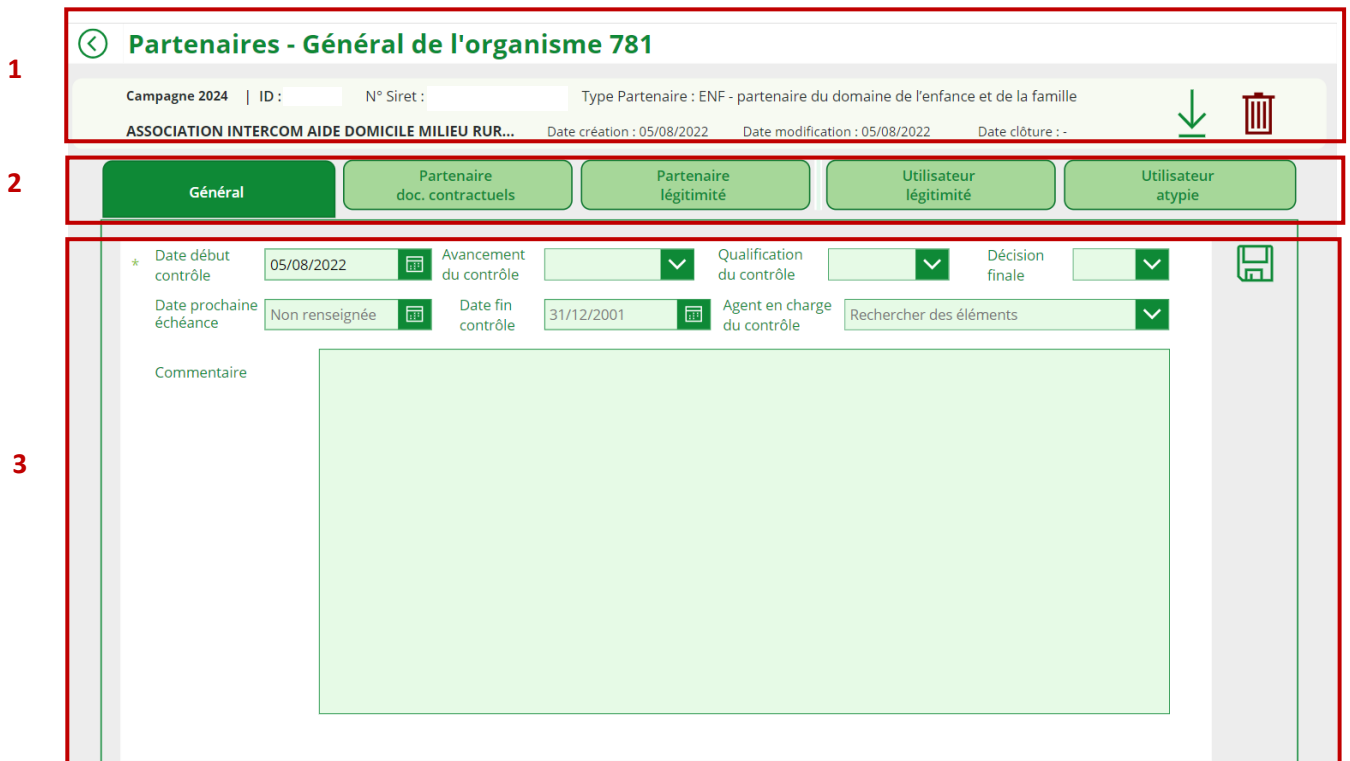 Partenaires - Général de l'organisme 781
1
Campagne 2024 | ID : N° Siret : Type Partenaire : ENF - partenaire du domaine de l'enfance et de la famille
ASSOCIATION INTERCOM AIDE DOMICILE MILIEU RUR... Date création : 05/08/2022 Date modification : 05/08/2022 Date clôture : -
2
Général
Partenaire
doc. contractuels
Partenaire
légitimité
Utilisateur
légitimité
Utilisateur
atypie
3
* Date début
contrôle
05/08/2022
Avancement
du contrôle
Qualification
du contrôle
Décision
finale
Date prochaine
échéance
Non renseignée
Date fin
contrôle
31/12/2001
Agent en charge
du contrôle
Rechercher des éléments
Commentaire